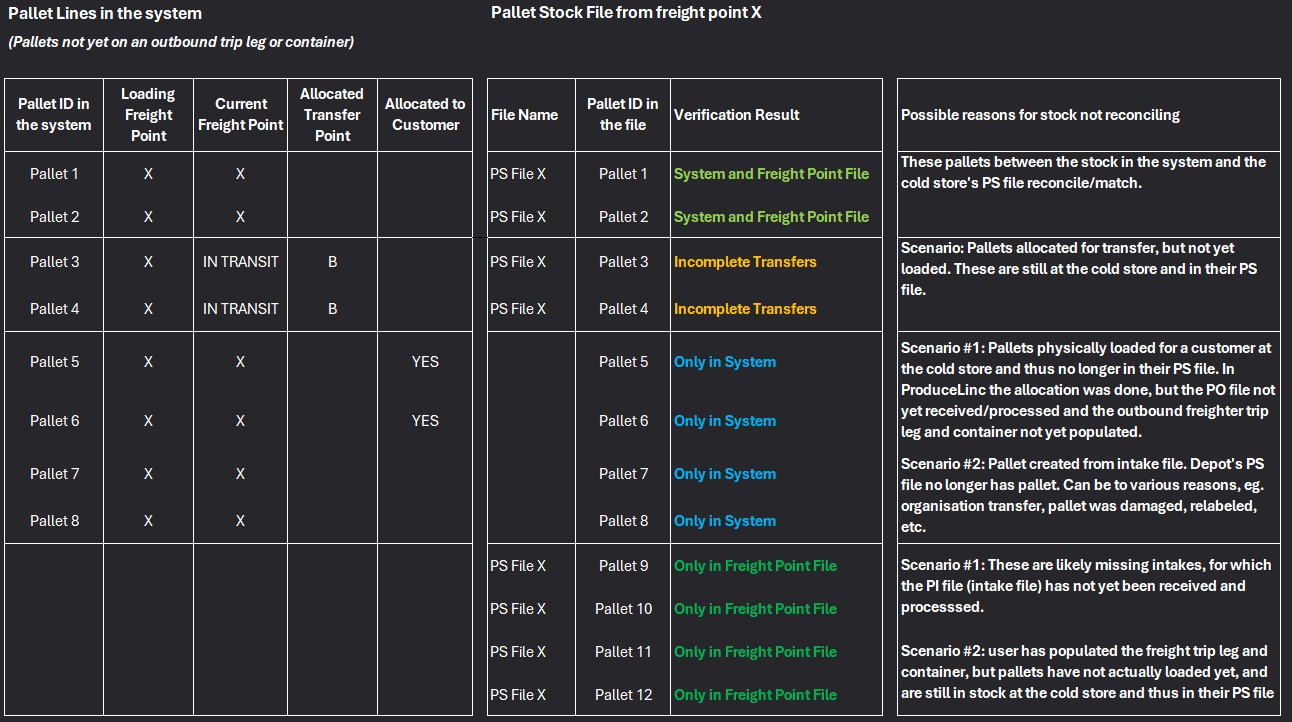 Pallet Lines in the system
(Pallets not yet on an outbound trip leg or container)
Pallet Stock File from freight point X
Pallet ID in
the system
Loading
Freight
Point
Current
Freight Point
Allocated
Transfer
Point
Allocated to
Customer
File Name
Pallet ID in
the file
Verification Result
Possible reasons for stock not reconciling
Pallet 1 X X PS File X Pallet 1 System and Freight Point File
Pallet 2 X X PS File X Pallet 2 System and Freight Point File
These pallets between the stock in the system and the
cold store's PS file reconcile/match.
Pallet 3 X IN TRANSIT B PS File X Pallet 3 Incomplete Transfers
Pallet 4 X IN TRANSIT B PS File X Pallet 4 Incomplete Transfers
Scenario: Pallets allocated for transfer, but not yet
loaded. These are still at the cold store and in their PS
file.
Pallet 5 X X YES Pallet 5 Only in System
Pallet 6 X X YES Pallet 6 Only in System
Scenario #1: Pallets physically loaded for a customer at
the cold store and thus no longer in their PS file. In
ProduceLinc the allocation was done, but the PO file not
yet received/processed and the outbound freighter trip
leg and container not yet populated.
Pallet 7 X X Pallet 7 Only in System
Pallet 8 X X Pallet 8 Only in System
Scenario #2: Pallet created from intake file. Depot's PS
file no longer has pallet. Can be to various reasons, eg.
organisation transfer, pallet was damaged, relabeled,
etc.
PS File X Pallet 9 Only in Freight Point File
PS File X Pallet 10 Only in Freight Point File
Scenario #1: These are likely missing intakes, for which
the PI file (intake file) has not yet been received and
processsed.
PS File X Pallet 11 Only in Freight Point File
PS File X Pallet 12 Only in Freight Point File
Scenario #2: user has populated the freight trip leg and
container, but pallets have not actually loaded yet, and
are still in stock at the cold store and thus in their PS file